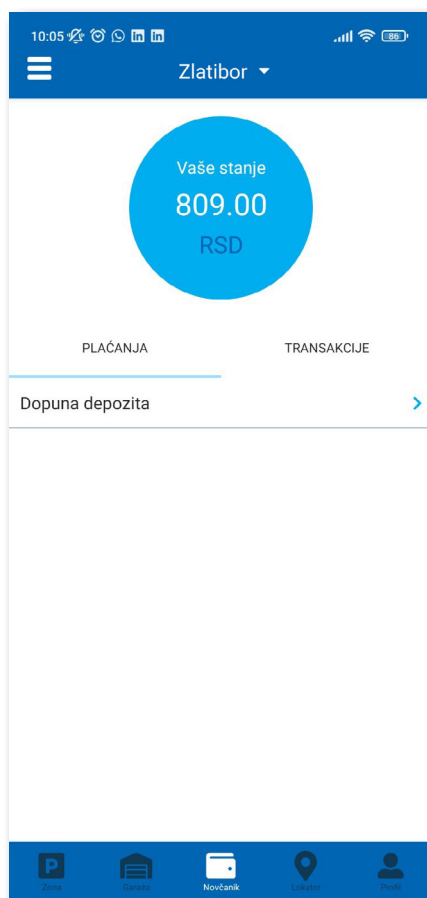 10:05
86
Zlatibor
Vaše stanje
809.00
RSD
PLAĆANJA
TRANSAKCIJE
Dopuna depozita
P
Zona
Garaža
Novčanik
Lokator
Profil